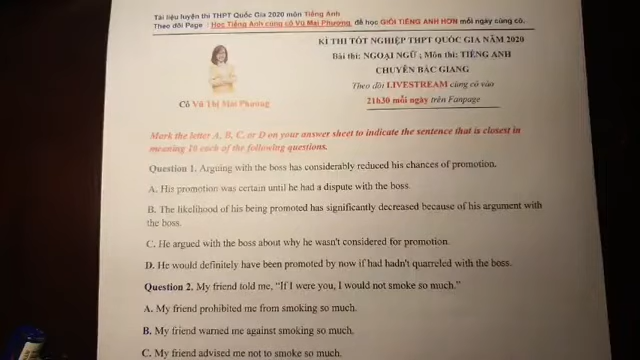 Tài liệu luyện thi THPT Quốc Gia 2020 môn Tiếng Anh
Theo dõi Page : Học Tiếng Anh cùng cô Vũ Mai Phương để học GIỎI TIẾNG ANH HƠN mỗi ngày cùng cô.
KÌ THI TỐT NGHIỆP THPT QUỐC GIA NĂM 2020
Bài thi: NGOẠI NGỮ ; Môn thi: TIẾNG ANH
CHUYÊN BẮC GIANG
Theo dõi LIVESTREAM cùng cô vào
21h30 mỗi ngày trên Fanpage
Cô Vũ Thị Mai Phương
Mark the letter A, B, C, or D on your answer sheet to indicate the sentence that is closest in
meaning to each of the following questions.
Question 1. Arguing with the boss has considerably reduced his chances of promotion.
A. His promotion was certain until he had a dispute with the boss.
B. The likelihood of his being promoted has significantly decreased because of his argument with
the boss.
C. He argued with the boss about why he wasn't considered for promotion.
D. He would definitely have been promoted by now if had hadn't quarreled with the boss.
Question 2. My friend told me, “If I were you, I would not smoke so much.”
A. My friend prohibited me from smoking so much.
B. My friend warned me against smoking so much.
C. My friend advised me not to smoke so much.